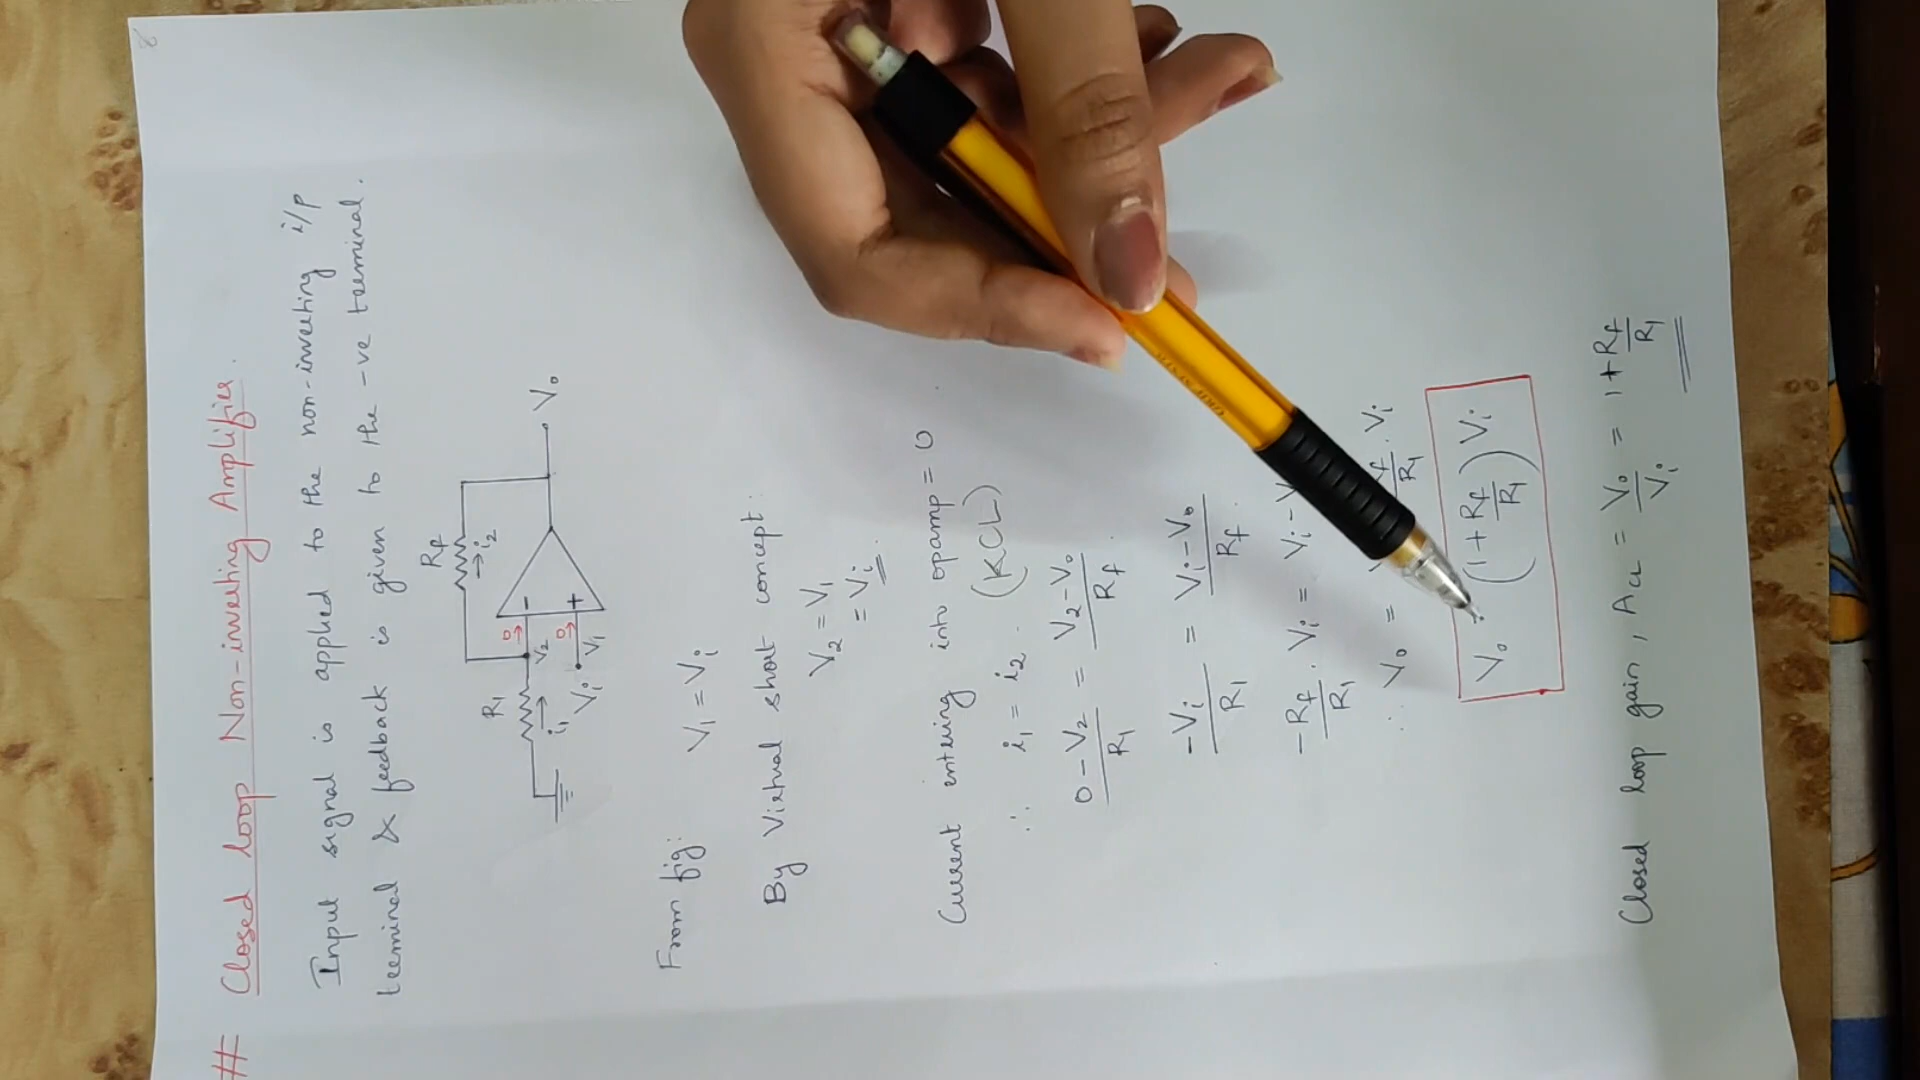 # Closed loop Non-inverting Amplifier.
Input signal is applied to the non-inverting i/p
terminal & feedback is given to the -ve terminal.
Rf
→ i2
R1
i1 →
0 →
V2
-
0 →
+
V1
Vi
Vo
From fig:
V1 = Vi
By Virtual short concept:
V2 = V1
= Vi
Current entering into opamp = 0
∴ i1 = i2. (KCL)
(0 - V2)/R1 = (V2 - Vo)/Rf.
-Vi/R1 = (Vi - Vo)/Rf.
-Rf/R1 . Vi = Vi - V
∴ Vo = f/R1 . Vi
Vo (1 + Rf/R1) Vi
Closed loop gain, ACL = Vo/Vi = 1 + Rf/R1